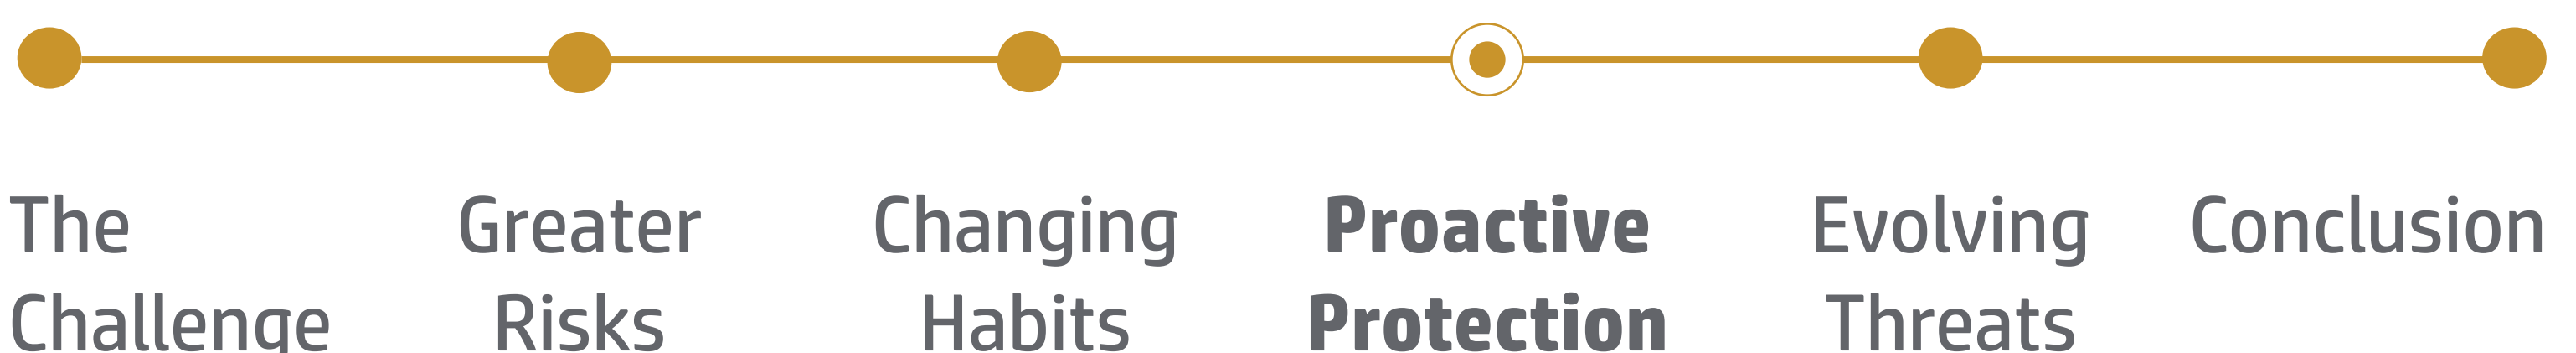 The Greater Changing Proactive Evolving Conclusion
Challenge Risks Habits Protection Threats